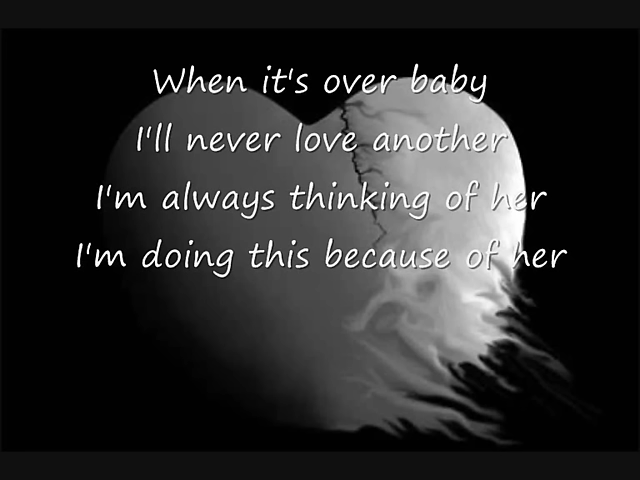 When it's over baby
I'll never love another
I'm always thinking of her
I'm doing this because of her